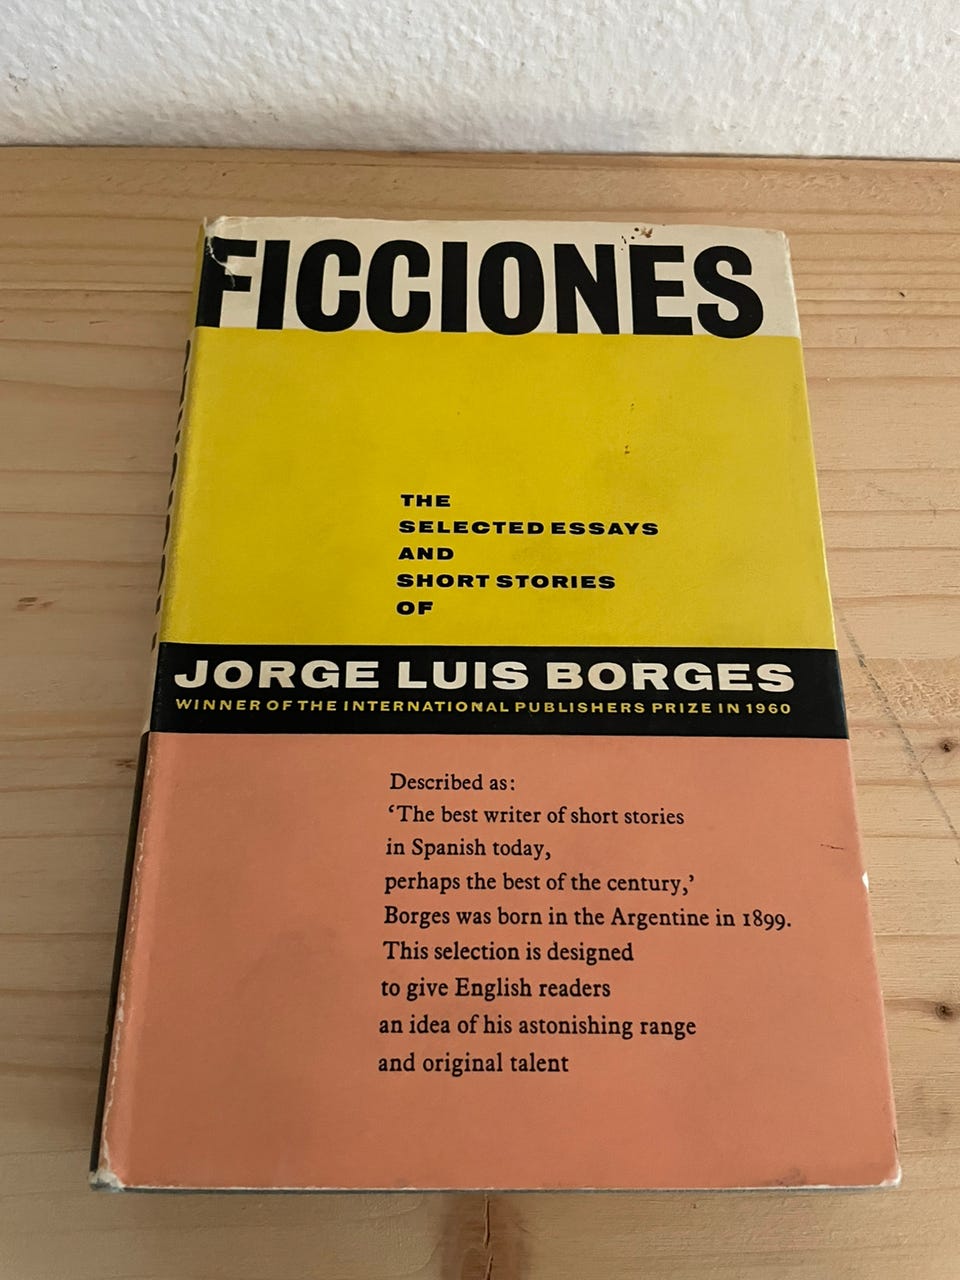 FICCIONES
THE
SELECTED ESSAYS
AND
SHORT STORIES
OF
JORGE LUIS BORGES
WINNER OF THE INTERNATIONAL PUBLISHERS PRIZE IN 1960
Described as:
‘The best writer of short stories
in Spanish today,
perhaps the best of the century,’
Borges was born in the Argentine in 1899.
This selection is designed
to give English readers
an idea of his astonishing range
and original talent